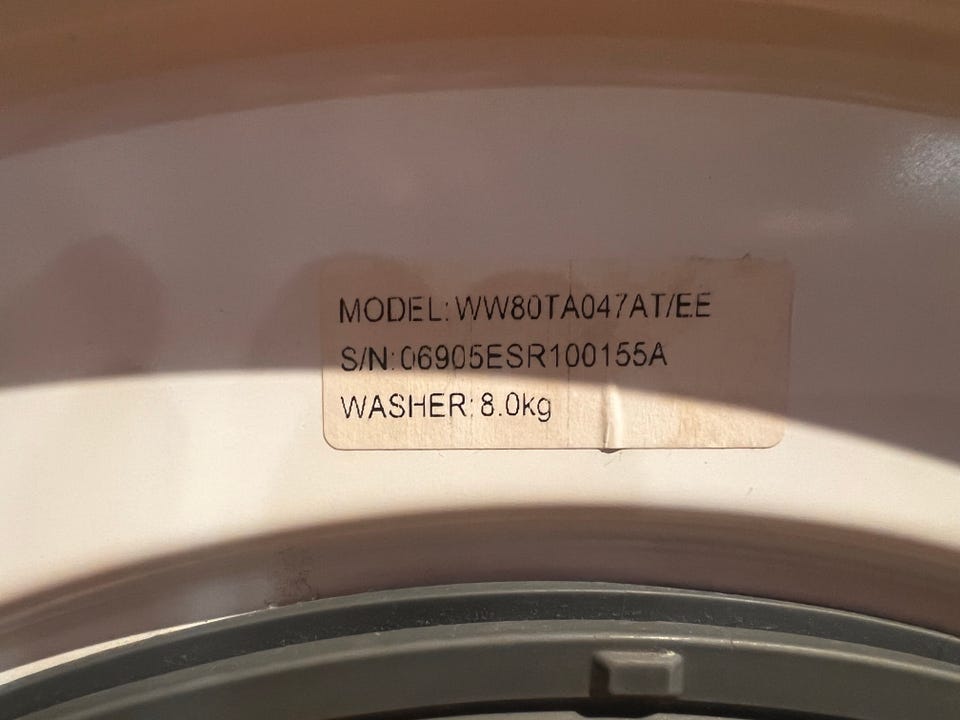 MODEL: WW80TA047AT/EE
S/N: 06905ESR100155A
WASHER: 8.0kg